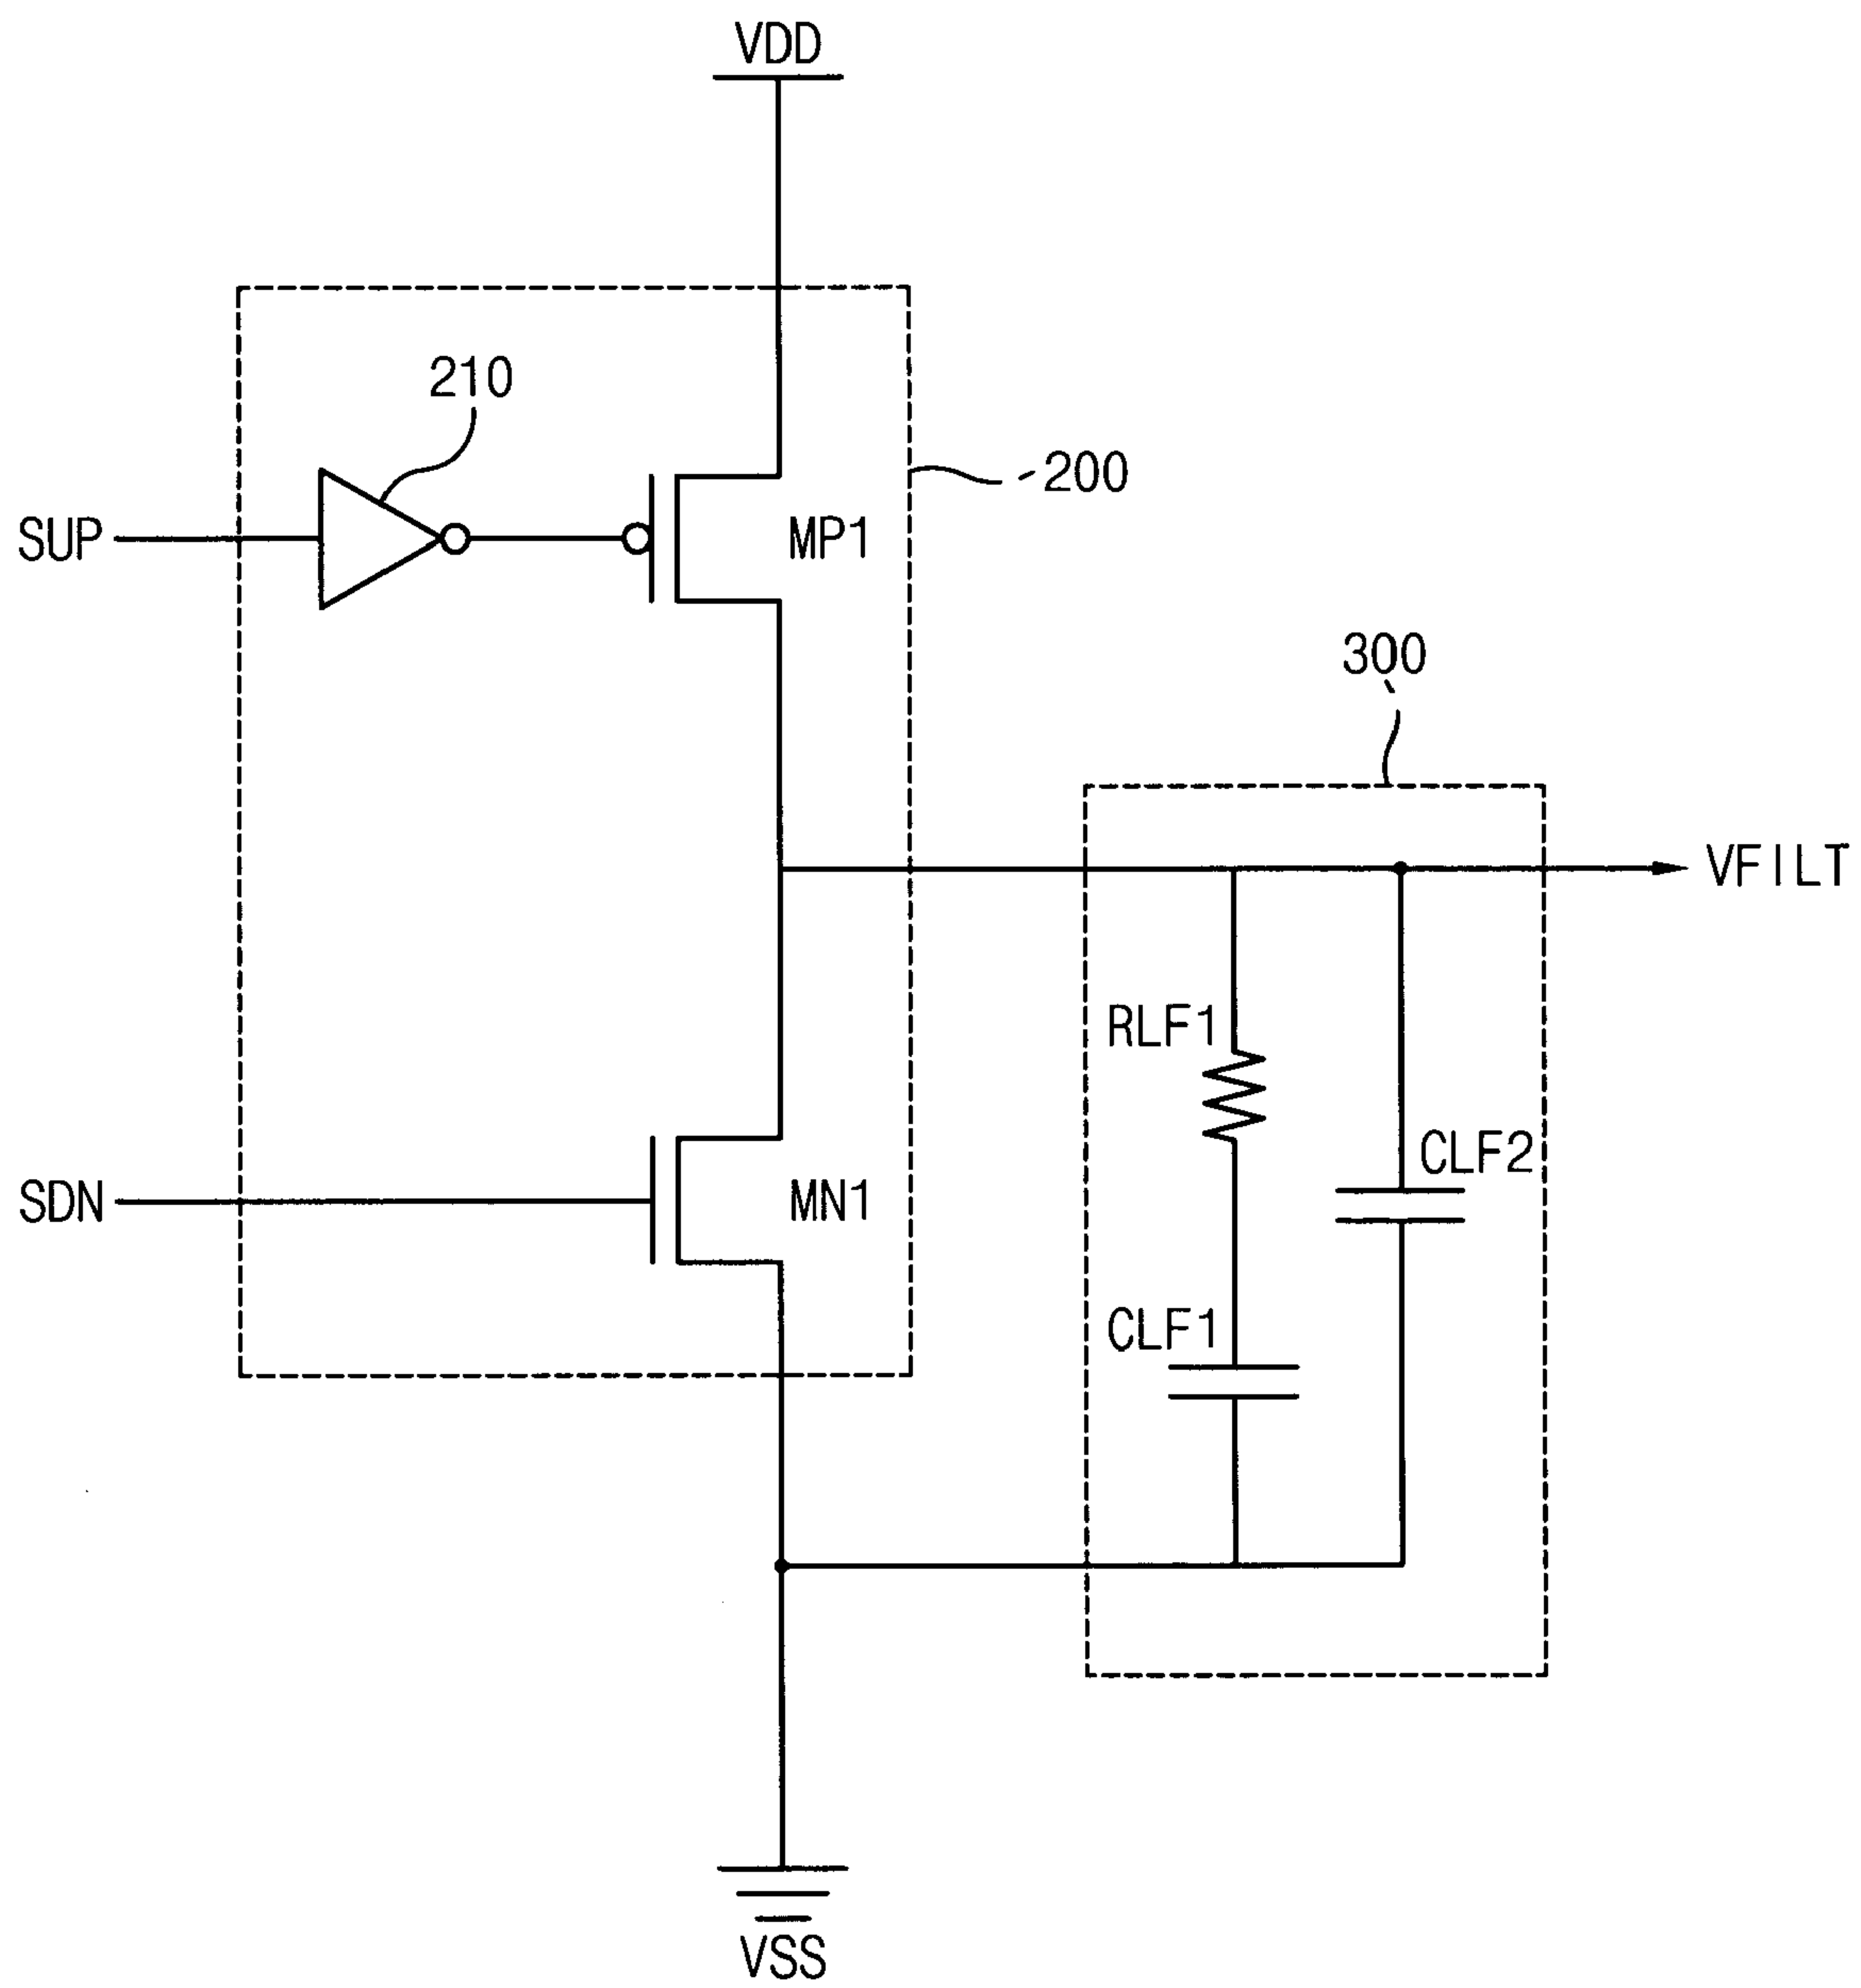 VDD
210
200
SUP
MP1
300
VFILT
RLF1
CLF2
SDN
MN1
CLF1
VSS